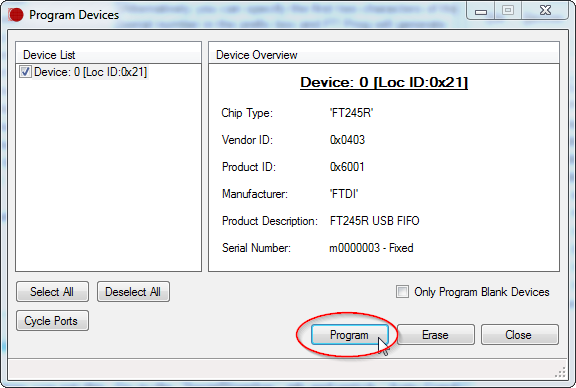 Program Devices
Device List
Device: 0 [Loc ID:0x21]
Device Overview
Device: 0 [Loc ID:0x21]
Chip Type: 'FT245R'
Vendor ID: 0x0403
Product ID: 0x6001
Manufacturer: 'FTDI'
Product Description: FT245R USB FIFO
Serial Number: m0000003 - Fixed
Select All
Deselect All
Only Program Blank Devices
Cycle Ports
Program
Erase
Close